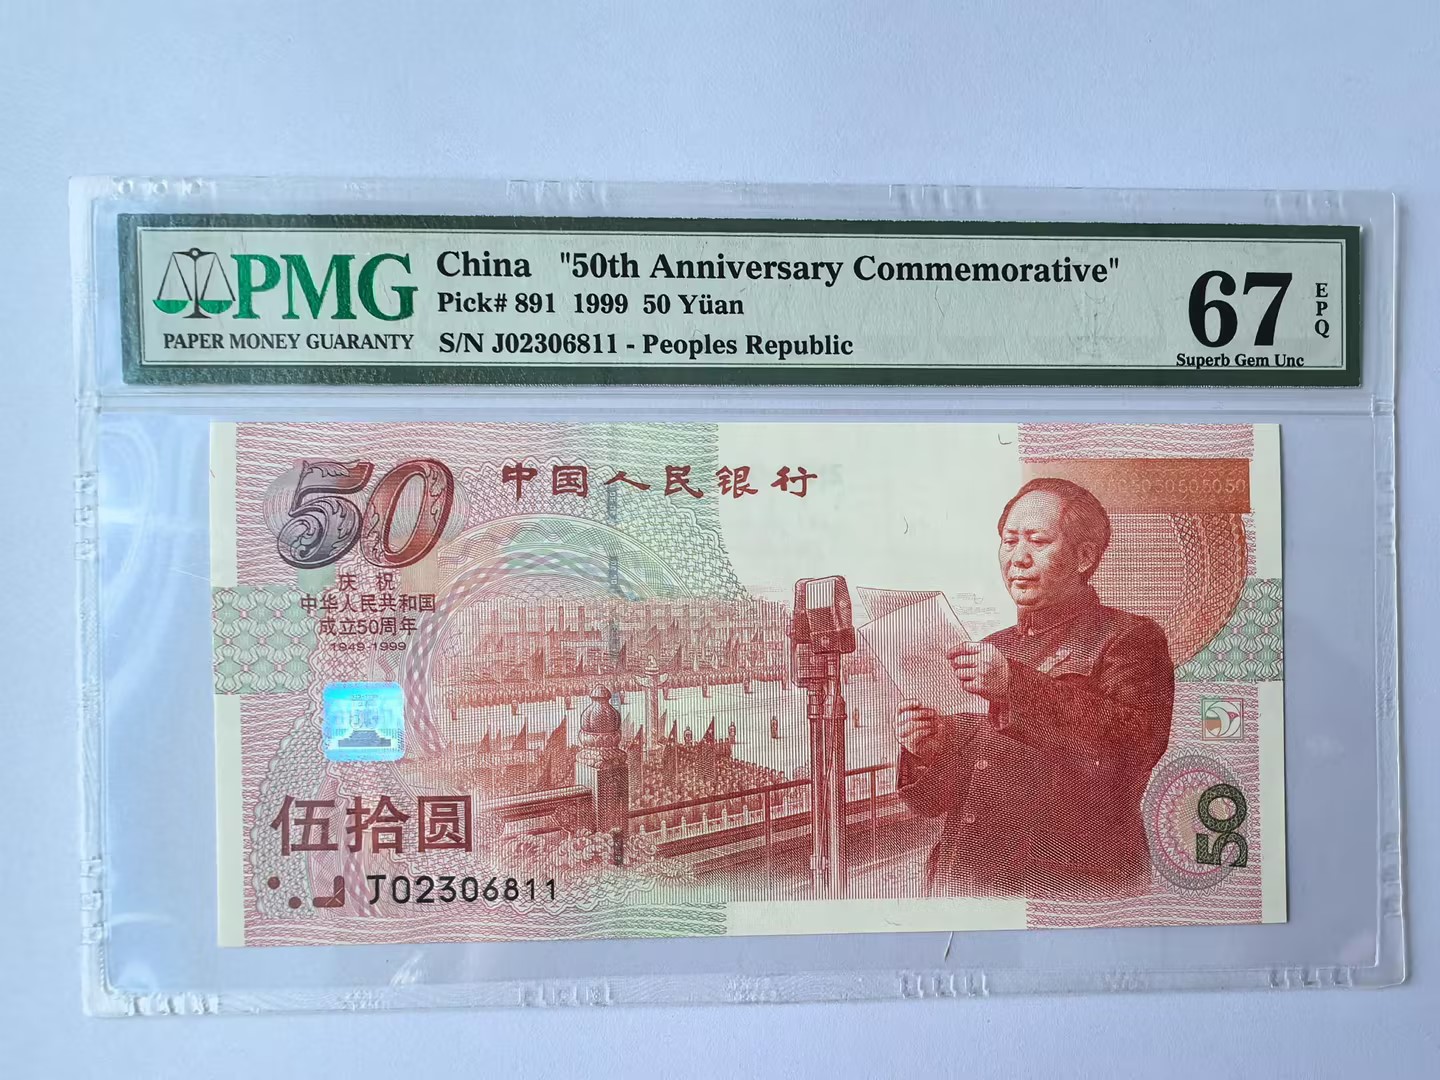 PMG
PAPER MONEY GUARANTY
China "50th Anniversary Commemorative"
Pick# 891 1999 50 Yüan
S/N J02306811 - Peoples Republic
67 EPQ
Superb Gem Unc
50 中国人民银行
505050505050
庆祝
中华人民共和国
成立50周年
1949-1999
伍拾圆
50
J02306811